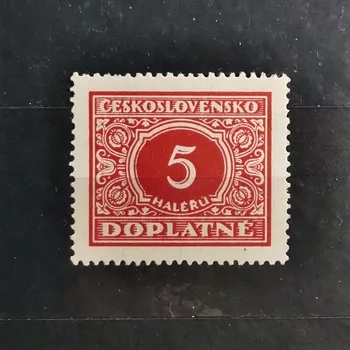 ČESKOSLOVENSKO
5
HALÉŘŮ
DOPLATNÉ